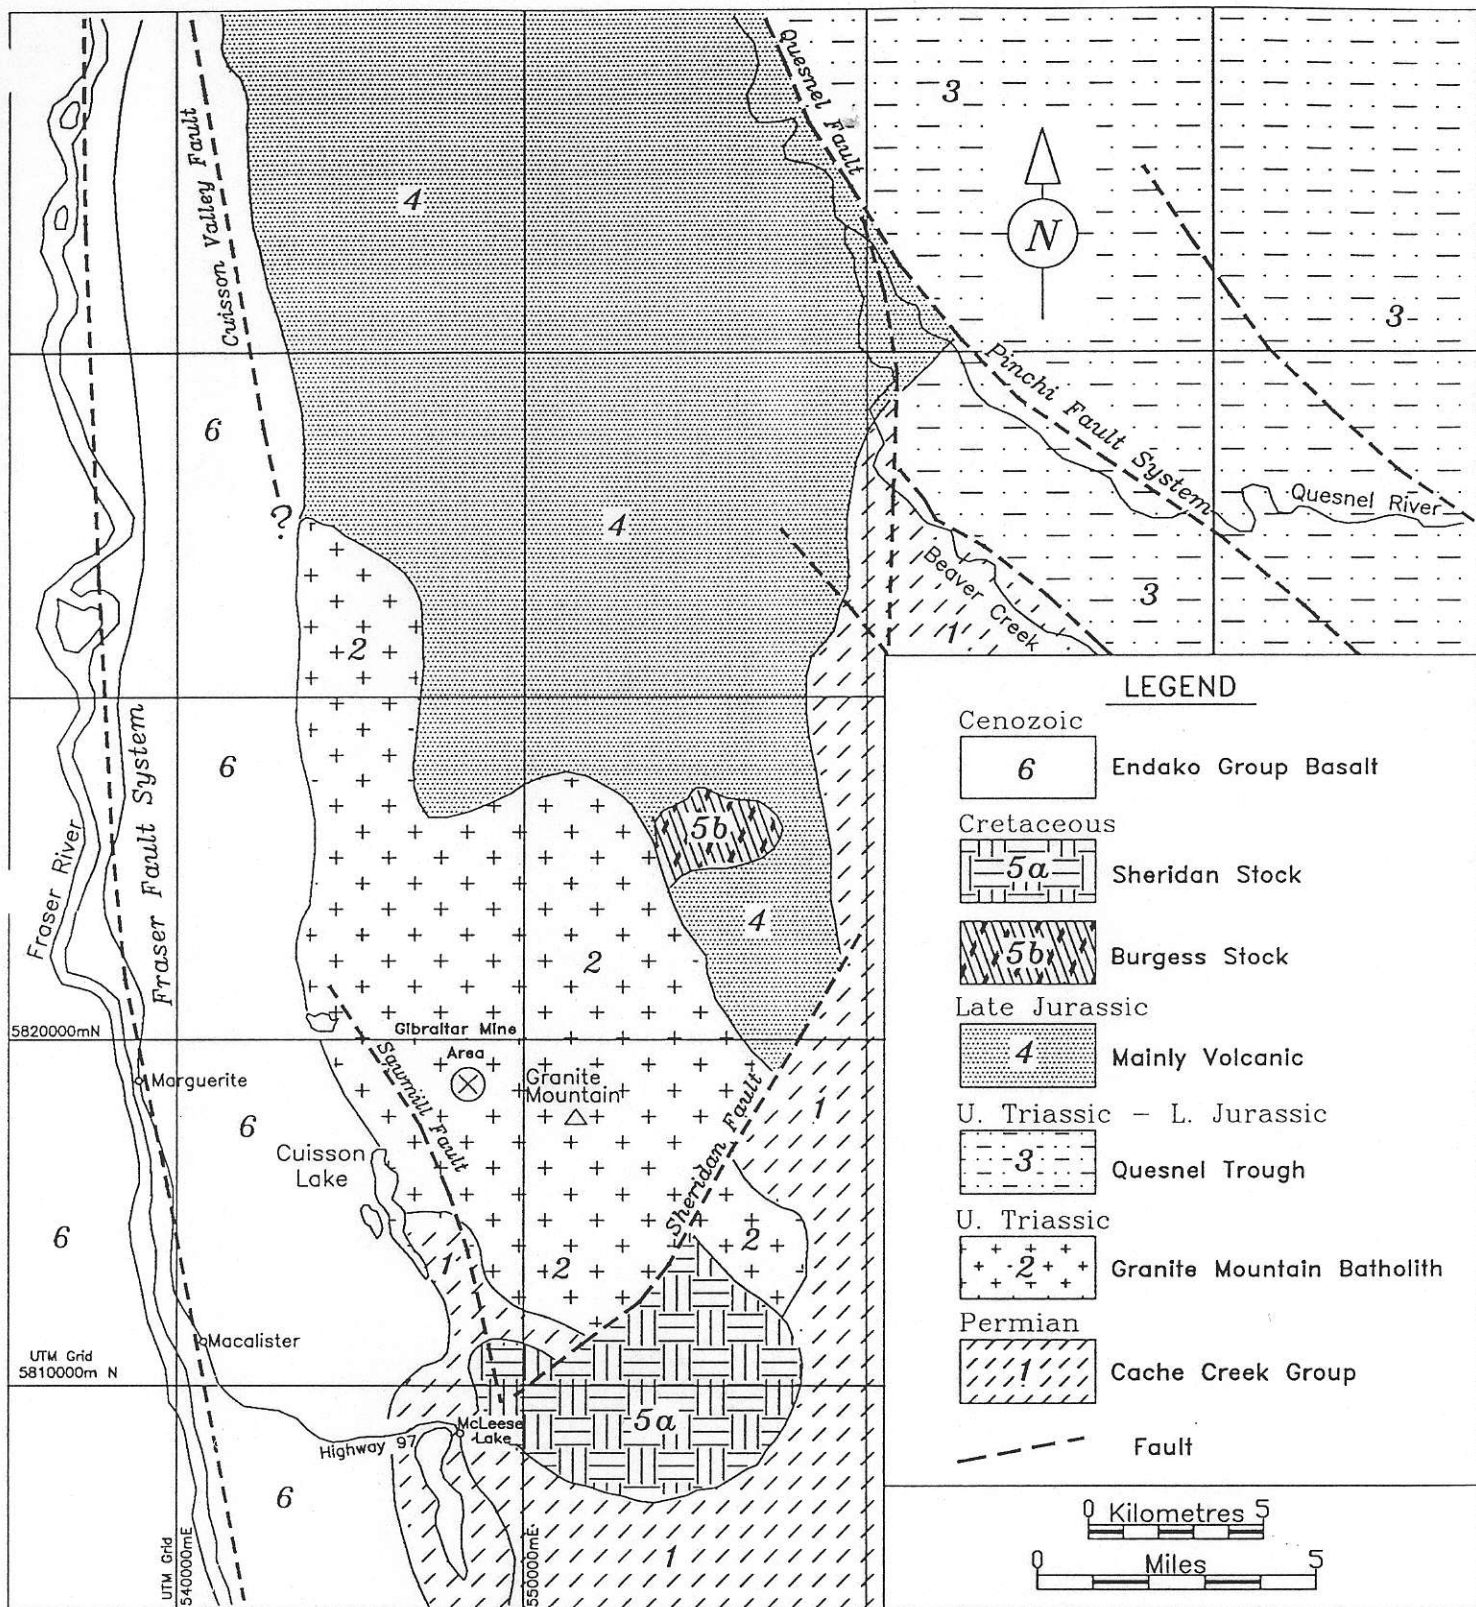 Quesnel Fault
3
Cuisson Valley Fault
4
N
3
Pinchi Fault System
6
?
4
Quesnel River
Beaver Creek
3
1
2
6
Fraser Fault System
Fraser River
5b
4
2
5820000mN
Gibraltar Mine
Area
Sawmill Fault
Marguerite
Granite
Mountain
Sheridan Fault
1
6
Cuisson
Lake
6
1
2
2
Macalister
UTM Grid
5810000m N
Highway 97
McLeese
Lake
5a
6
1
UTM Grid
540000mE
550000mE
LEGEND
Cenozoic
6
Endako Group Basalt
Cretaceous
5a
Sheridan Stock
5b
Burgess Stock
Late Jurassic
4
Mainly Volcanic
U. Triassic - L. Jurassic
3
Quesnel Trough
U. Triassic
2
Granite Mountain Batholith
Permian
1
Cache Creek Group
Fault
0 Kilometres 5
0 5
Miles